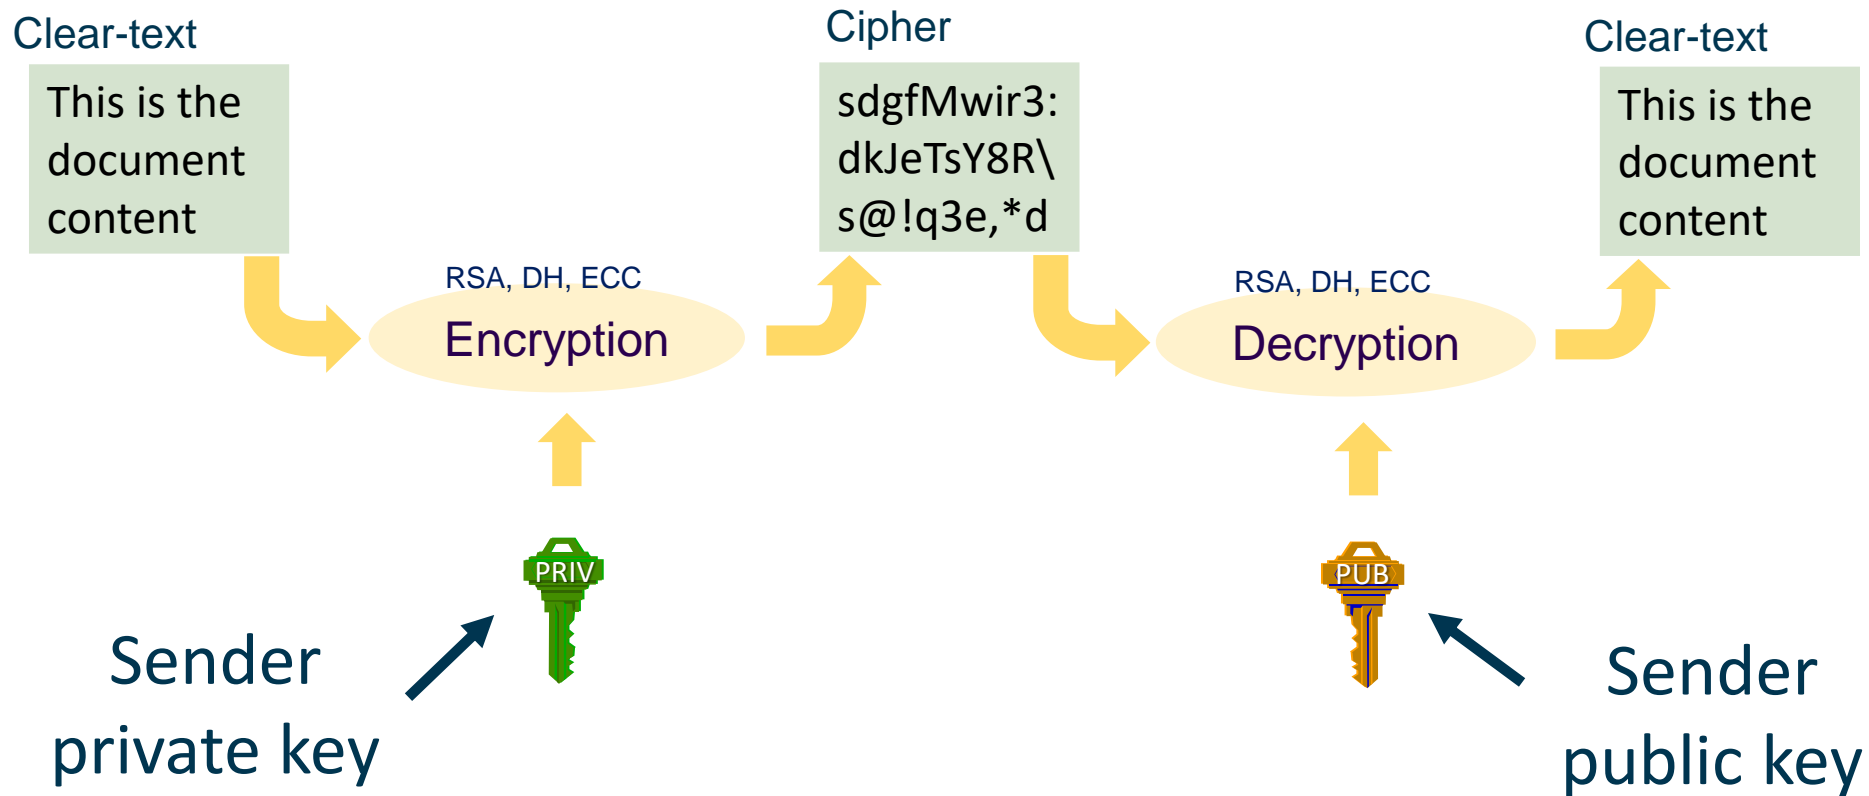 Clear-text
This is the
document
content
Cipher
sdgfMwir3:
dkJeTsY8R\
s@!q3e,*d
Clear-text
This is the
document
content
RSA, DH, ECC
Encryption
RSA, DH, ECC
Decryption
PRIV
PUB
Sender
private key
Sender
public key